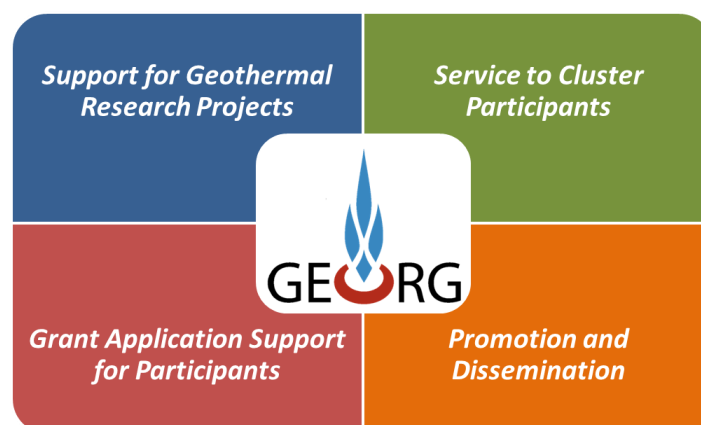 Support for Geothermal
Research Projects
Service to Cluster
Participants
GEORG
Grant Application Support
for Participants
Promotion and
Dissemination